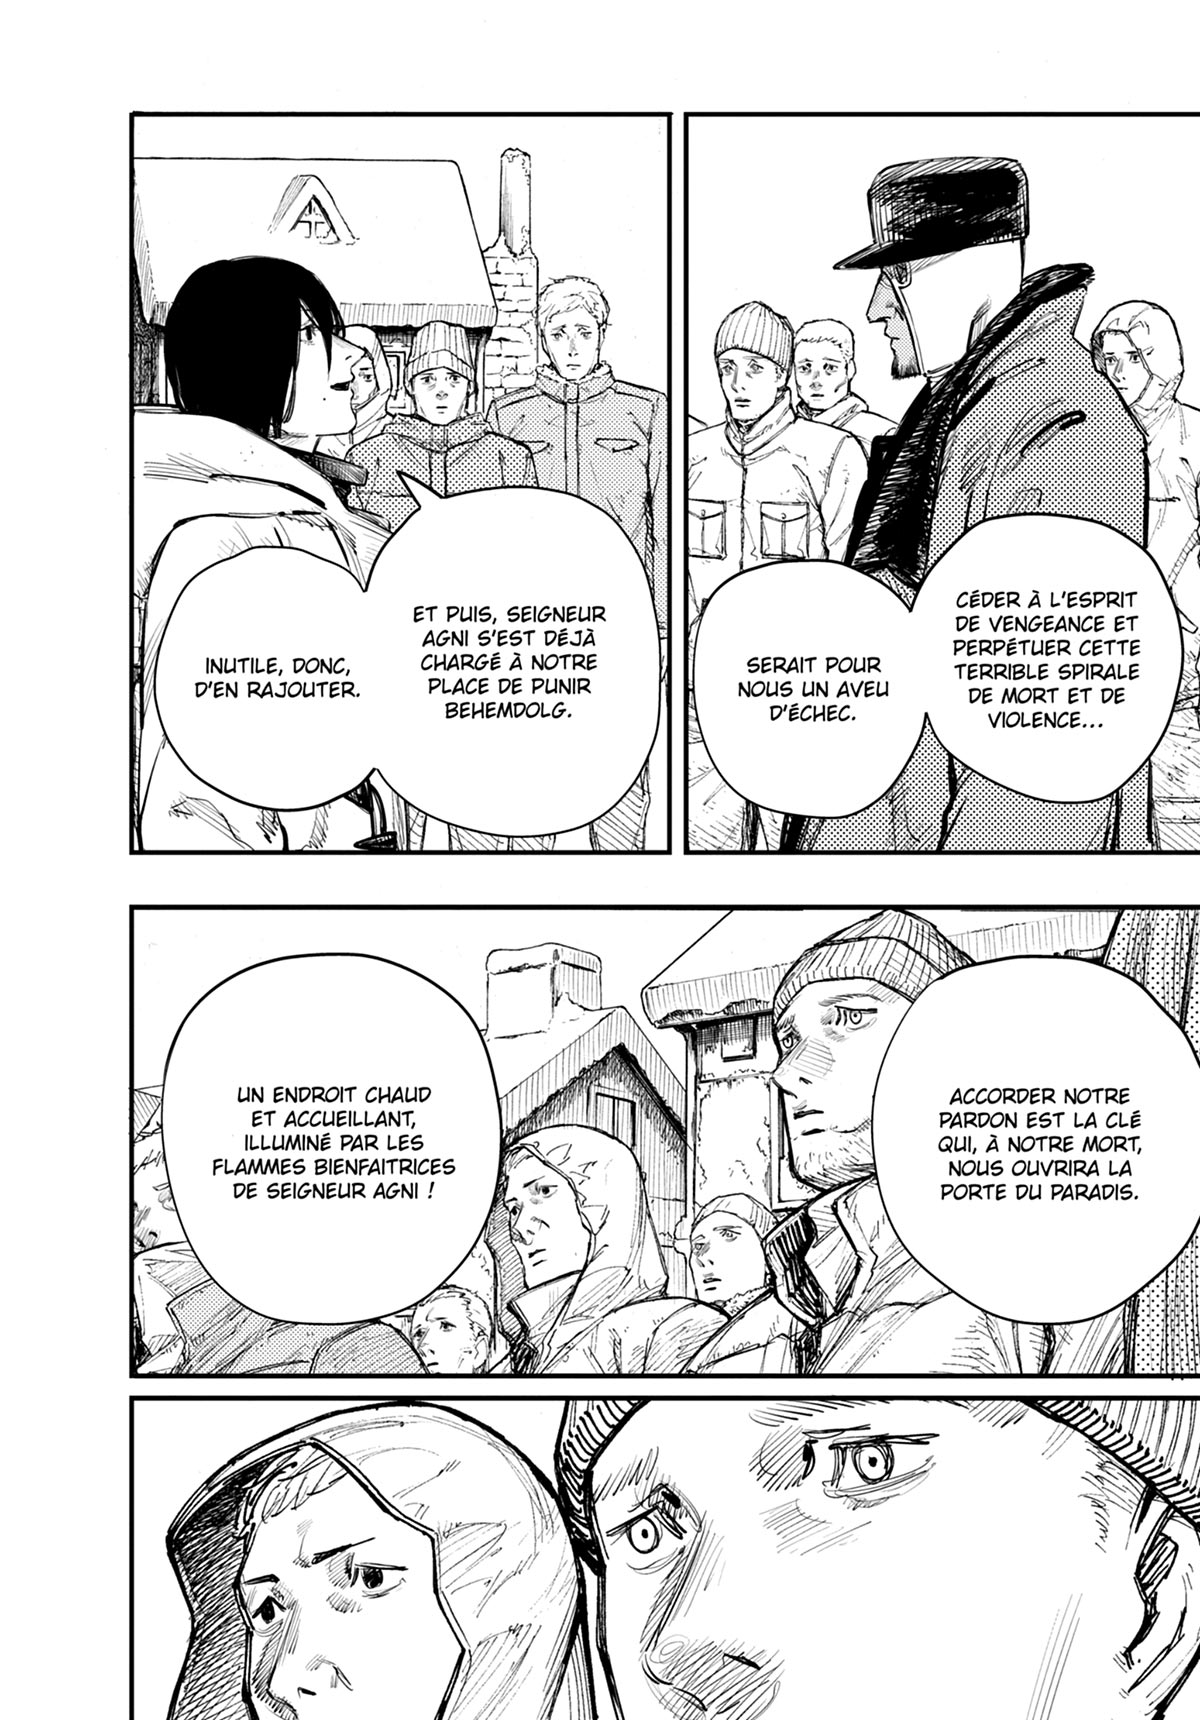 CÉDER À L'ESPRIT
DE VENGEANCE ET
PERPÉTUER CETTE
TERRIBLE SPIRALE
DE MORT ET DE
VIOLENCE...
SERAIT POUR
NOUS UN AVEU
D'ÉCHEC.
ET PUIS, SEIGNEUR
AGNI S'EST DÉJÀ
CHARGÉ À NOTRE
PLACE DE PUNIR
BEHEMDOLG.
INUTILE, DONC,
D'EN RAJOUTER.
ACCORDER NOTRE
PARDON EST LA CLÉ
QUI, À NOTRE MORT,
NOUS OUVRIRA LA
PORTE DU PARADIS.
UN ENDROIT CHAUD
ET ACCUEILLANT,
ILLUMINÉ PAR LES
FLAMMES BIENFAITRICES
DE SEIGNEUR AGNI !